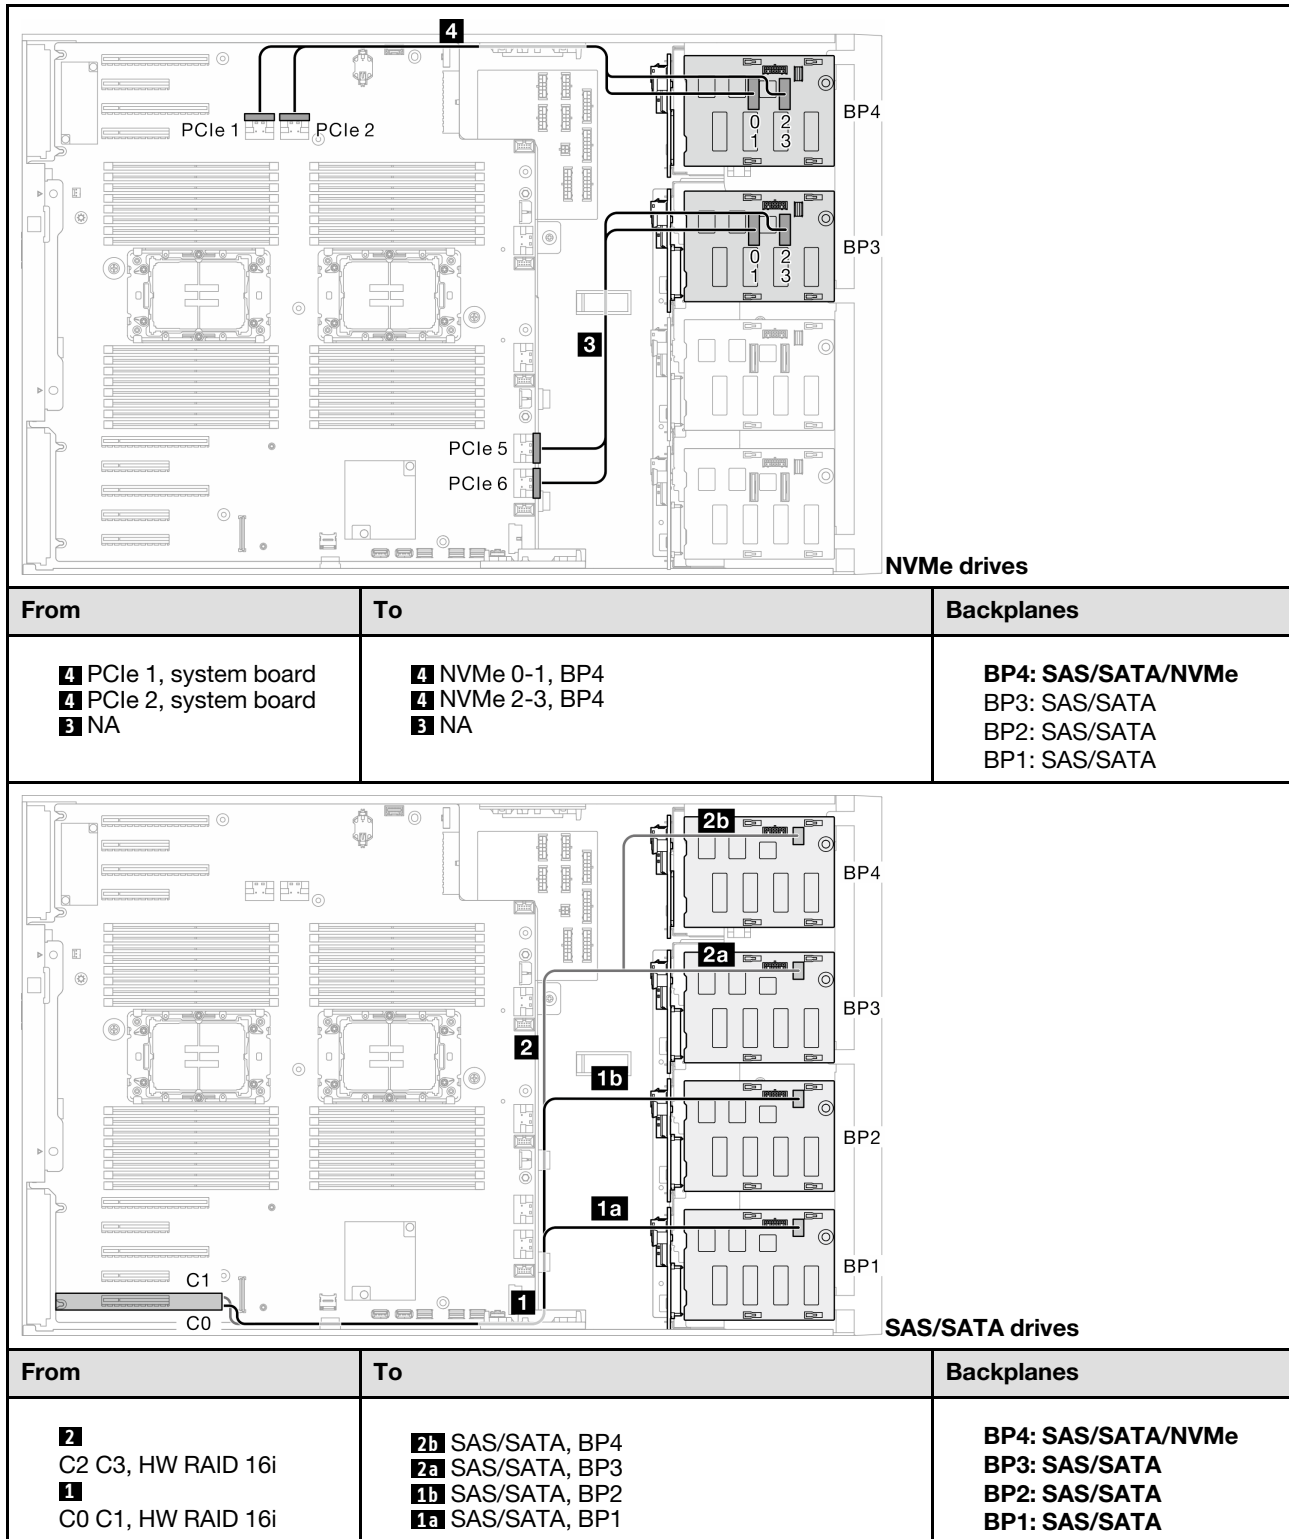 4
PCIe 1
PCIe 2
0 2
1 3
BP4
0 2
1 3
BP3
3
PCIe 5
PCIe 6
NVMe drives
From To Backplanes
4 PCIe 1, system board
4 PCIe 2, system board
3 NA
4 NVMe 0-1, BP4
4 NVMe 2-3, BP4
3 NA
BP4: SAS/SATA/NVMe
BP3: SAS/SATA
BP2: SAS/SATA
BP1: SAS/SATA
2b
BP4
2a
BP3
2
1b
BP2
1a
BP1
C1
1
C0
SAS/SATA drives
From To Backplanes
2
C2 C3, HW RAID 16i
1
C0 C1, HW RAID 16i
2b SAS/SATA, BP4
2a SAS/SATA, BP3
1b SAS/SATA, BP2
1a SAS/SATA, BP1
BP4: SAS/SATA/NVMe
BP3: SAS/SATA
BP2: SAS/SATA
BP1: SAS/SATA